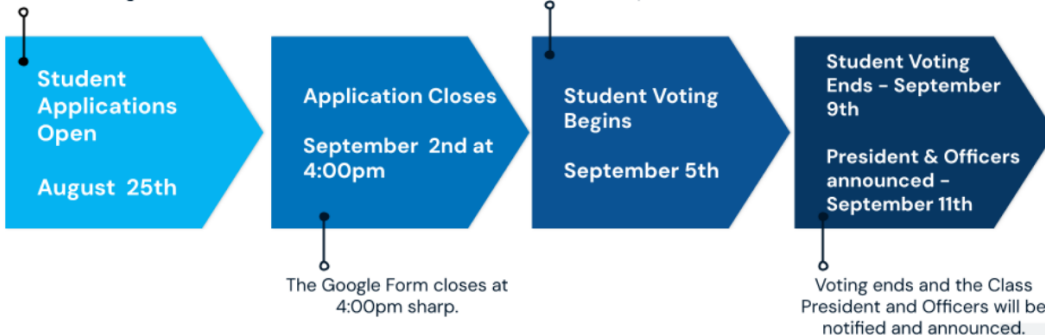 Student
Applications
Open
August 25th
Application Closes
September 2nd at
4:00pm
Student Voting
Begins
September 5th
Student Voting
Ends – September
9th
President & Officers
announced –
September 11th
The Google Form closes at
4:00pm sharp.
Voting ends and the Class
President and Officers will be
notified and announced.